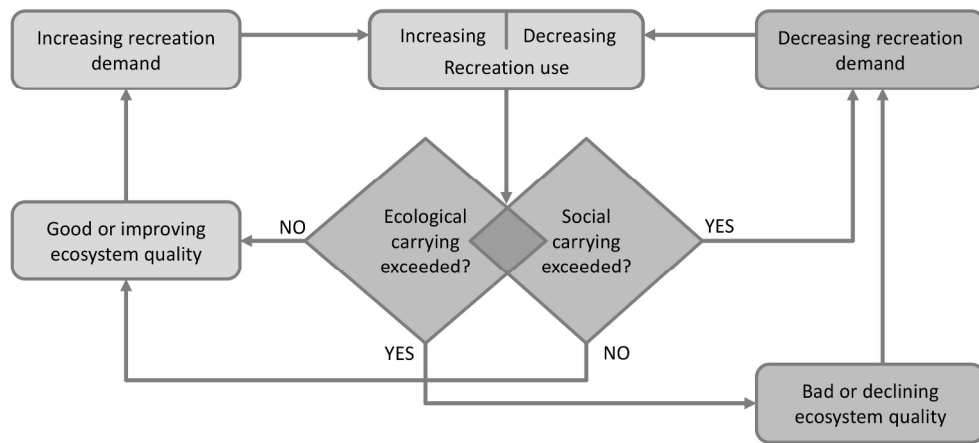 Increasing recreation
demand
Increasing
Decreasing
Recreation use
Decreasing recreation
demand
Good or improving
ecosystem quality
NO
Ecological
carrying
exceeded?
Social
carrying
exceeded?
YES
YES
NO
Bad or declining
ecosystem quality